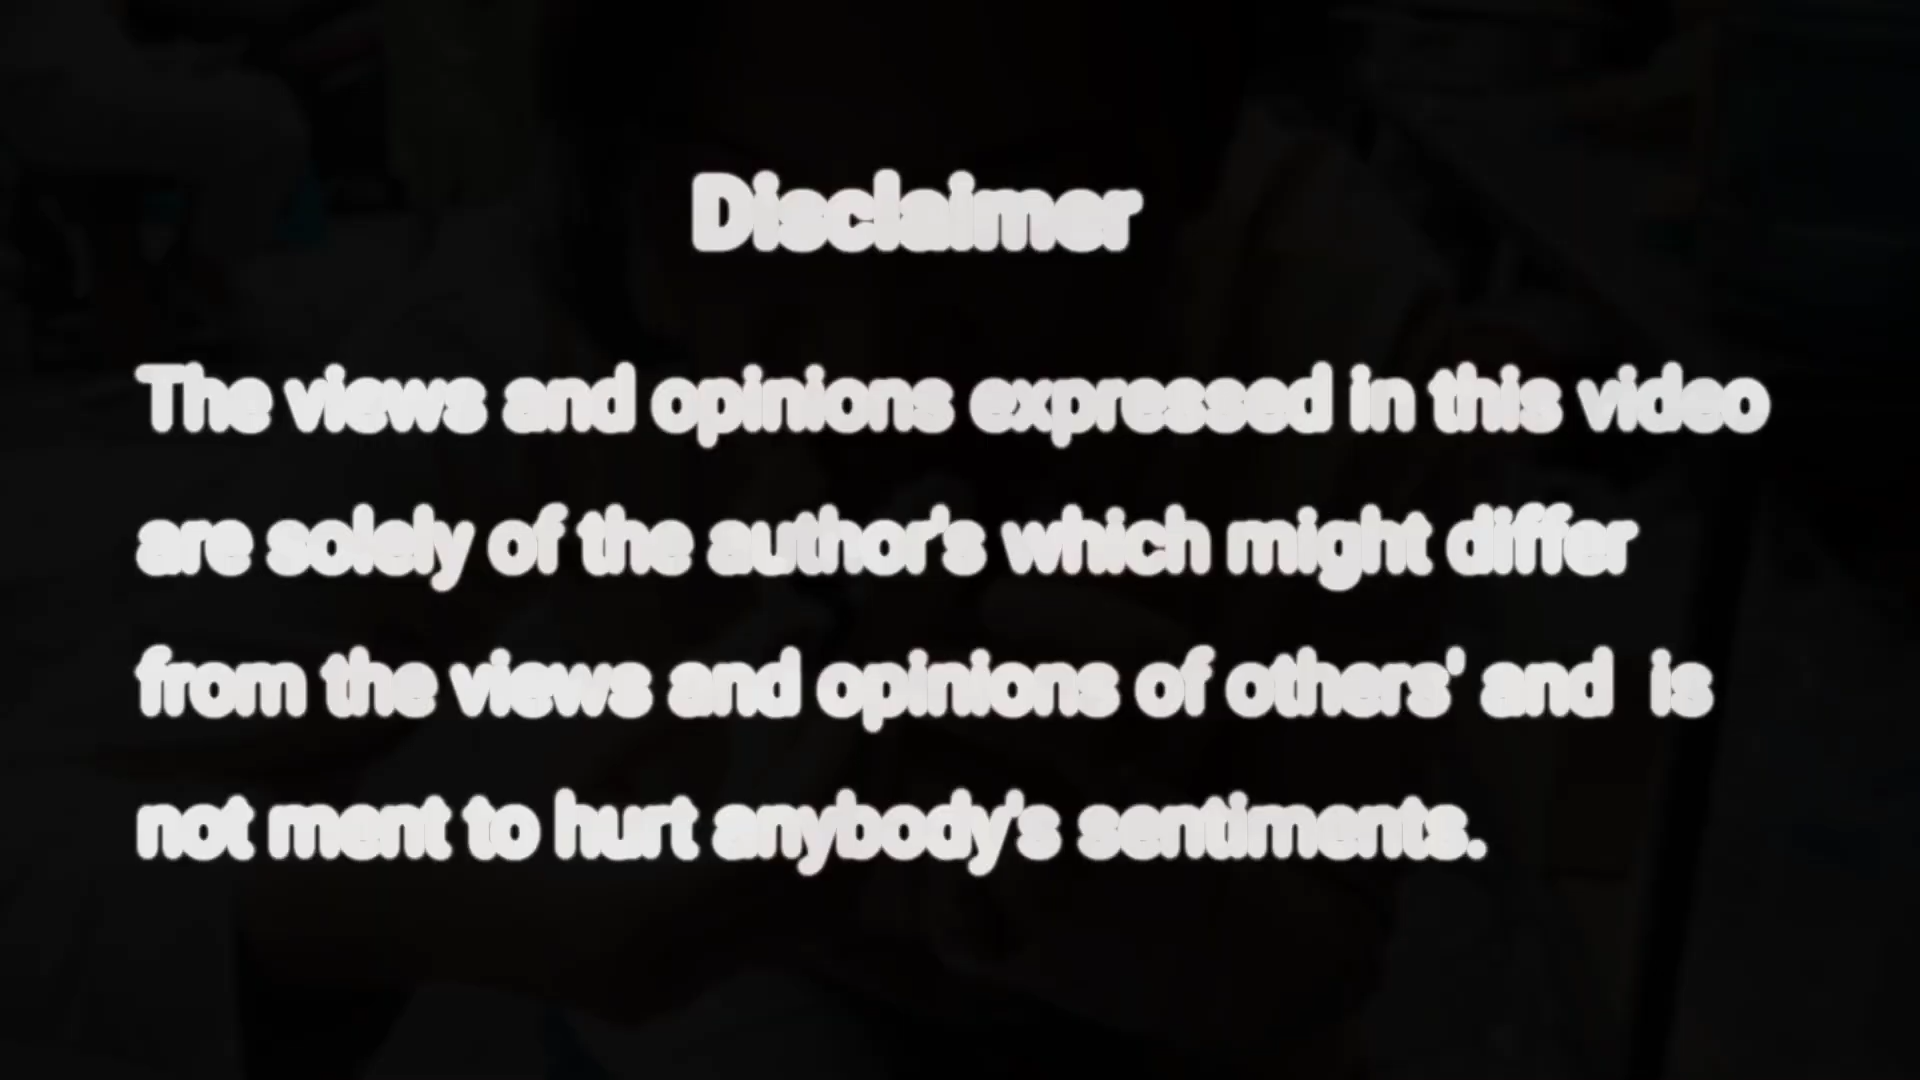 Disclaimer
The views and opinions expressed in this video
are solely of the author's which might differ
from the views and opinions of others' and  is
not ment to hurt anybody's sentiments.